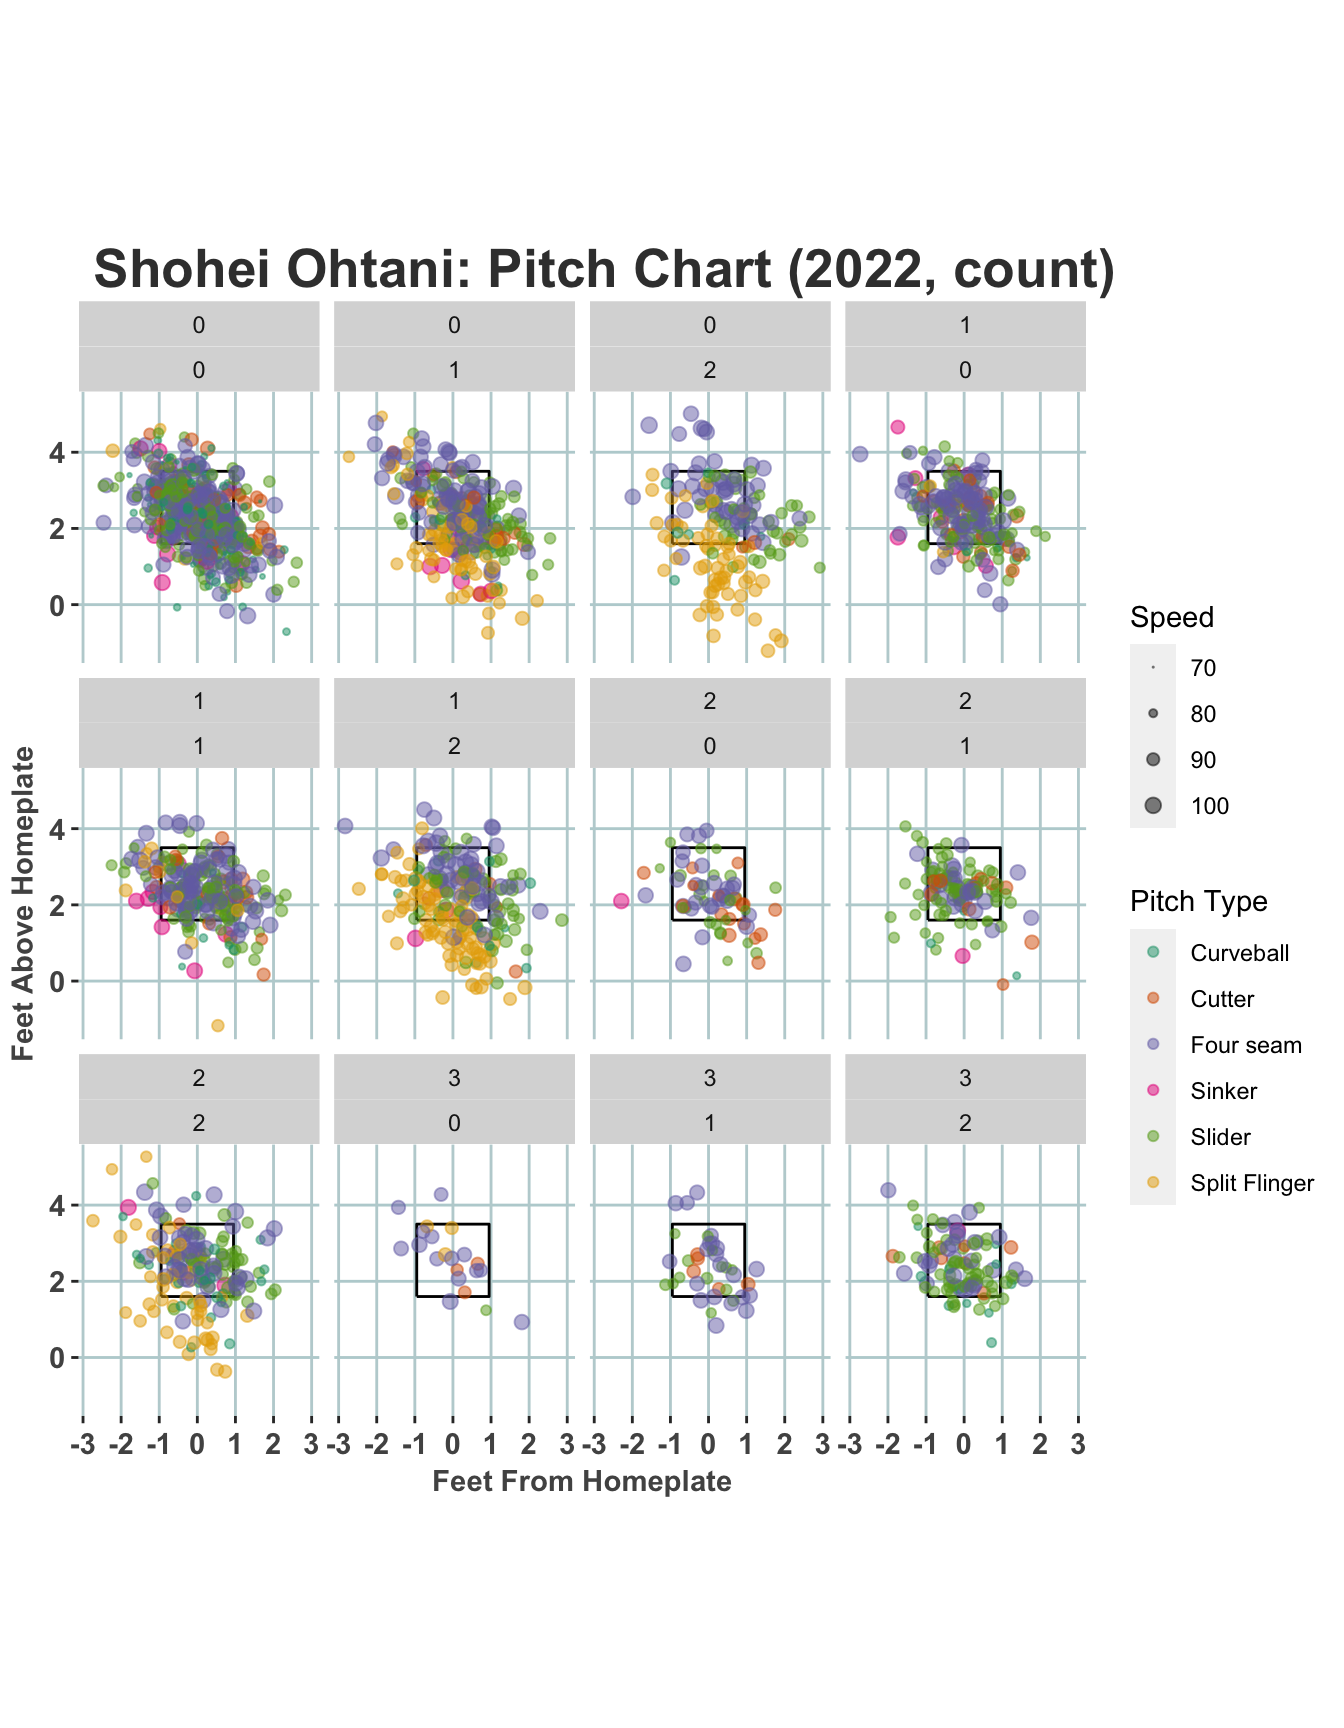 Shohei Ohtani: Pitch Chart (2022, count)
0 0 0 1
0 1 2 0
4
2
0
1 1 2 2
1 2 0 1
4
2
0
2 3 3 3
2 0 1 2
4
2
0
-3 -2 -1 0 1 2 3 -3 -2 -1 0 1 2 3 -3 -2 -1 0 1 2 3 -3 -2 -1 0 1 2 3
Feet From Homeplate
Feet Above Homeplate
Speed
70
80
90
100
Pitch Type
Curveball
Cutter
Four seam
Sinker
Slider
Split Flinger